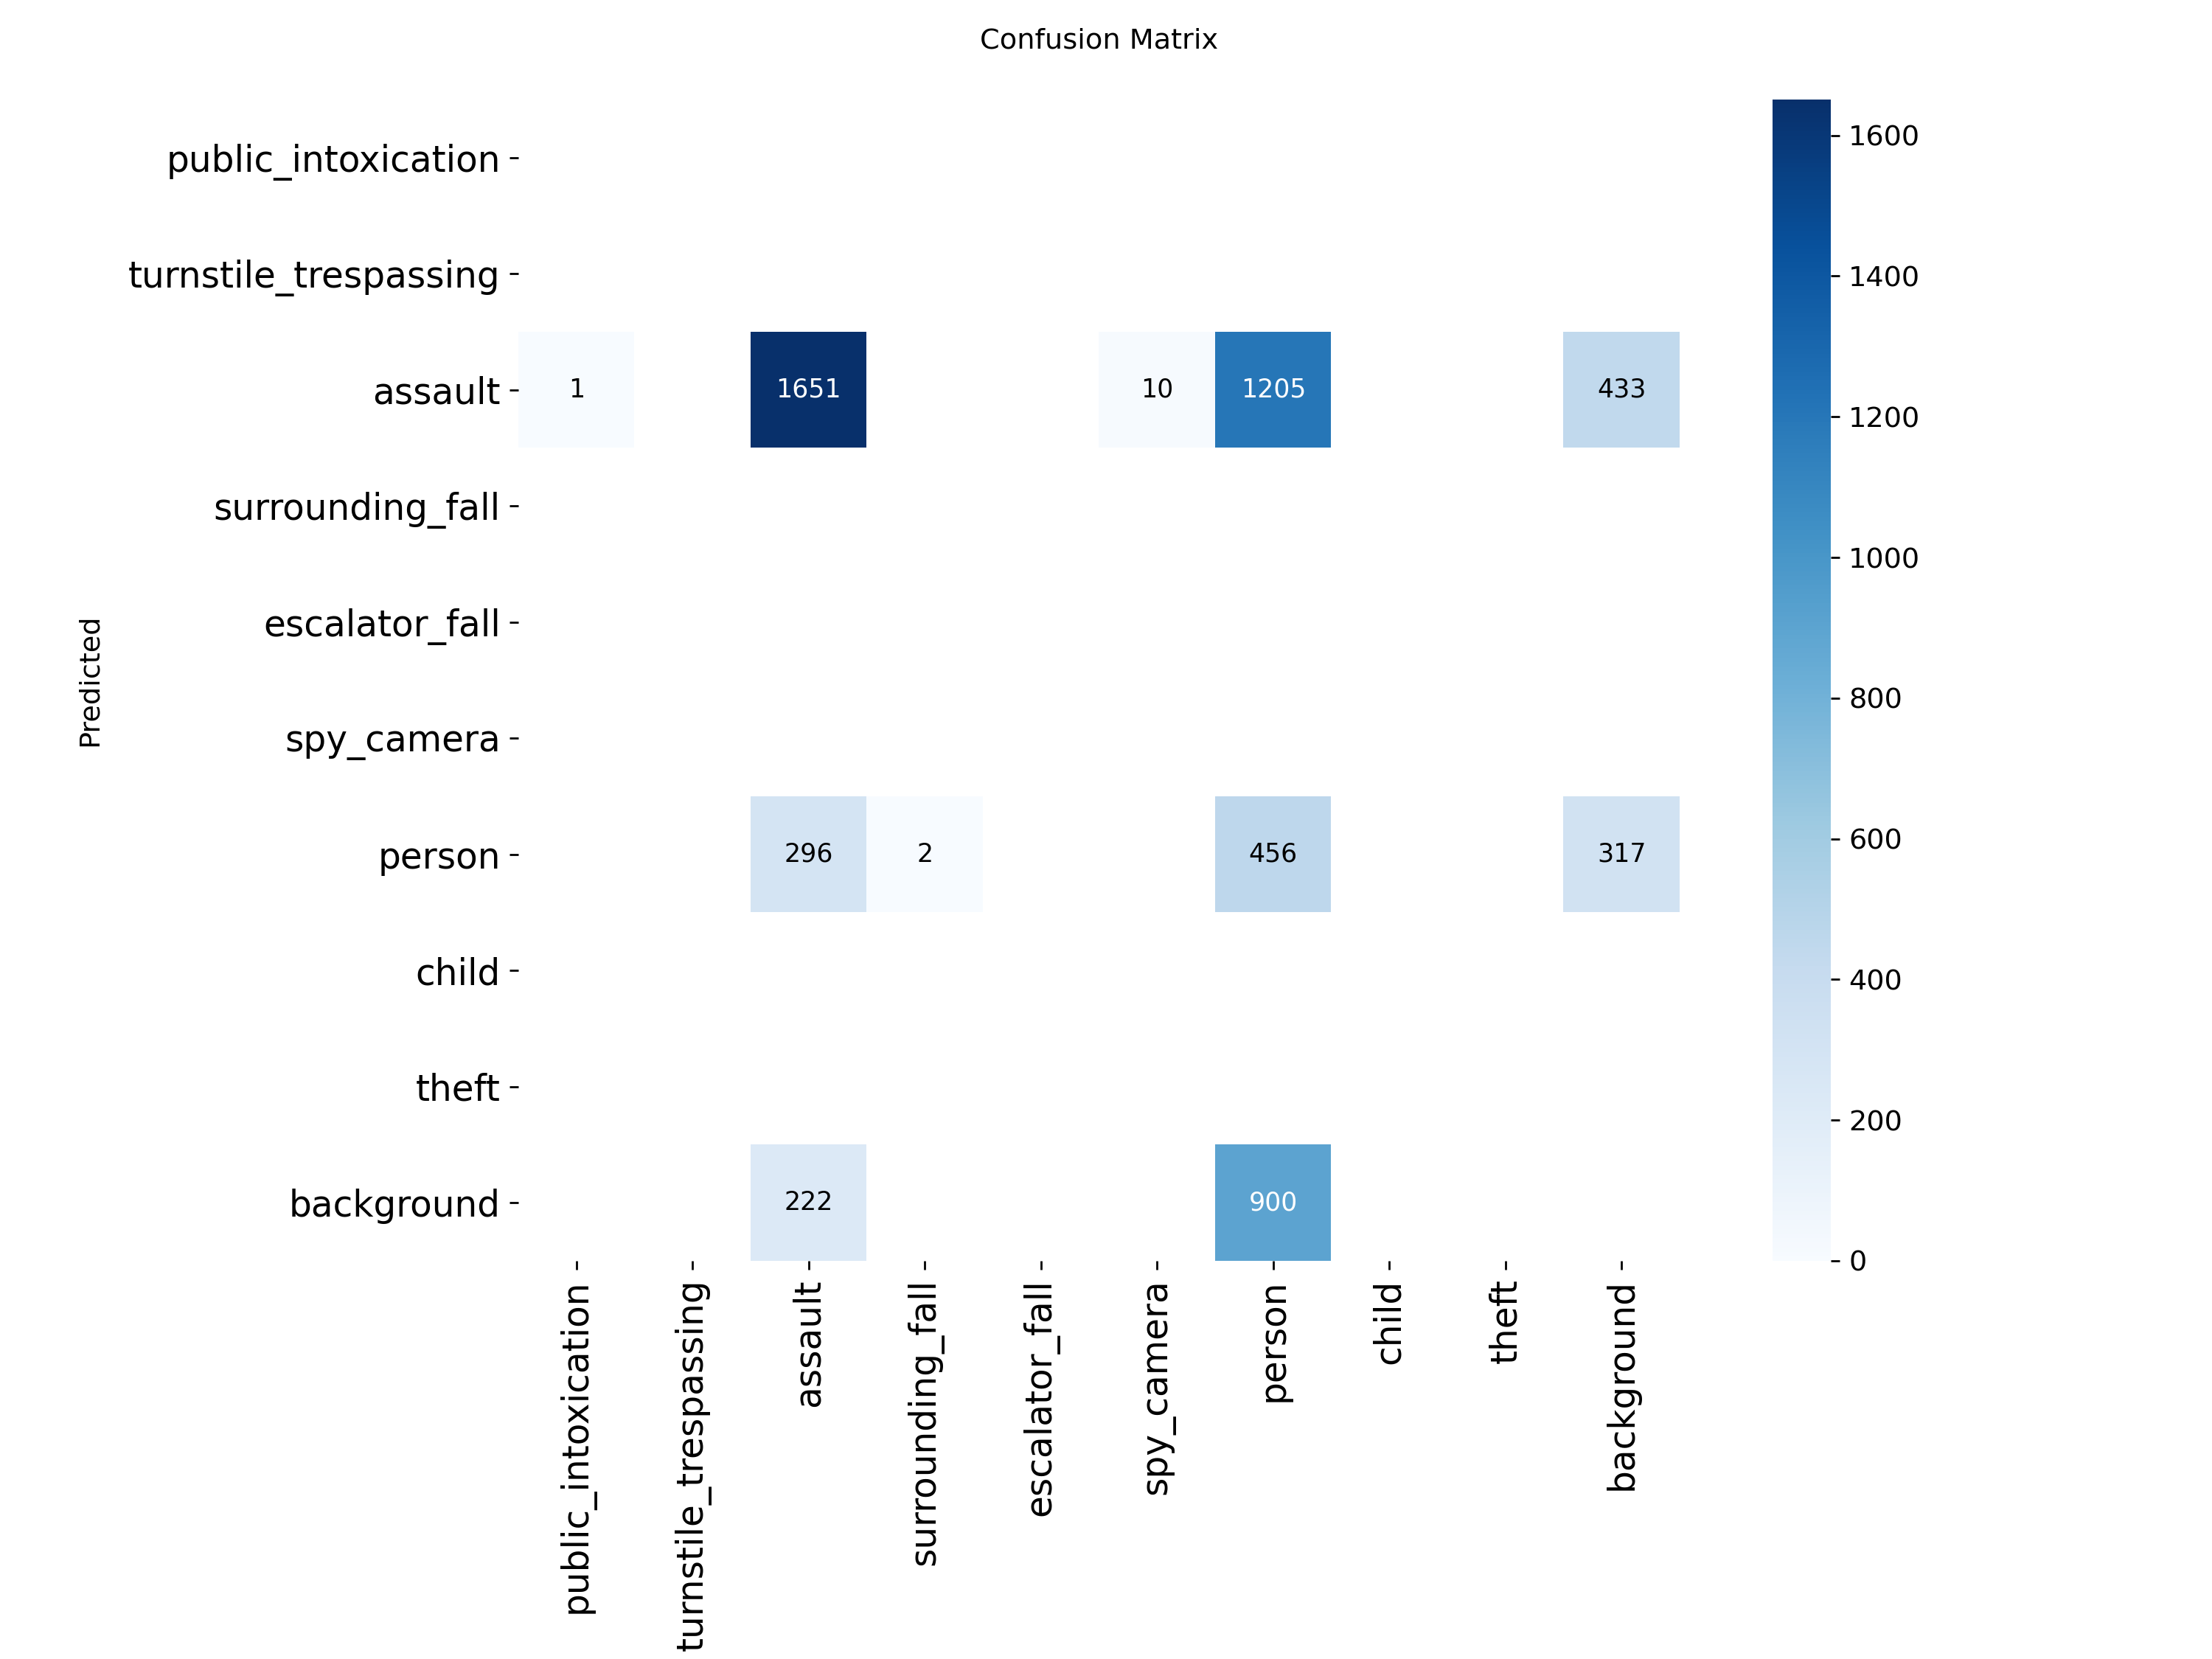 Confusion Matrix
public_intoxication
turnstile_trespassing
assault
surrounding_fall
escalator_fall
spy_camera
person
child
theft
background
Predicted
1 1651 10 1205 433
296 2 456 317
222 900
public_intoxication
turnstile_trespassing
assault
surrounding_fall
escalator_fall
spy_camera
person
child
theft
background
1600
1400
1200
1000
800
600
400
200
0